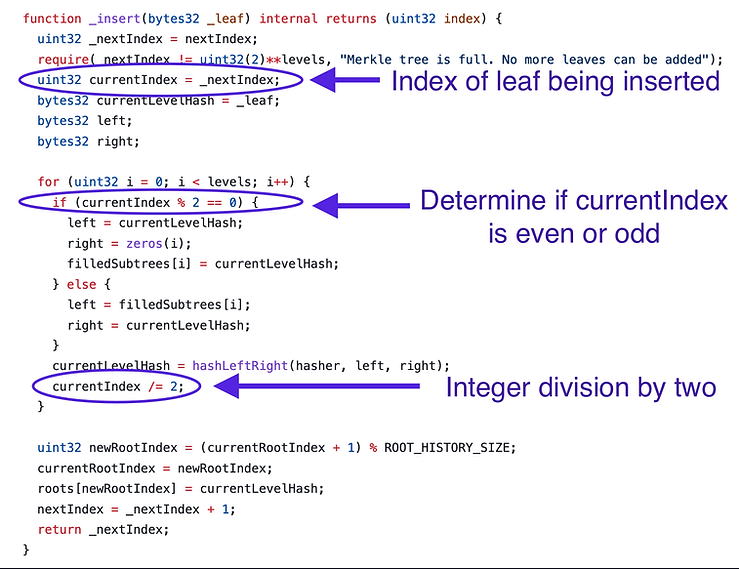 function _insert(bytes32 _leaf) internal returns (uint32 index) {
uint32 _nextIndex = nextIndex;
require(_nextIndex != uint32(2)**levels, "Merkle tree is full. No more leaves can be added");
uint32 currentIndex = _nextIndex;
Index of leaf being inserted
bytes32 currentLevelHash = _leaf;
bytes32 left;
bytes32 right;
for (uint32 i = 0; i < levels; i++) {
if (currentIndex % 2 == 0) {
Determine if currentIndex
is even or odd
left = currentLevelHash;
right = zeros(i);
filledSubtrees[i] = currentLevelHash;
} else {
left = filledSubtrees[i];
right = currentLevelHash;
}
currentLevelHash = hashLeftRight(hasher, left, right);
currentIndex /= 2;
Integer division by two
}
uint32 newRootIndex = (currentRootIndex + 1) % ROOT_HISTORY_SIZE;
currentRootIndex = newRootIndex;
roots[newRootIndex] = currentLevelHash;
nextIndex = _nextIndex + 1;
return _nextIndex;
}